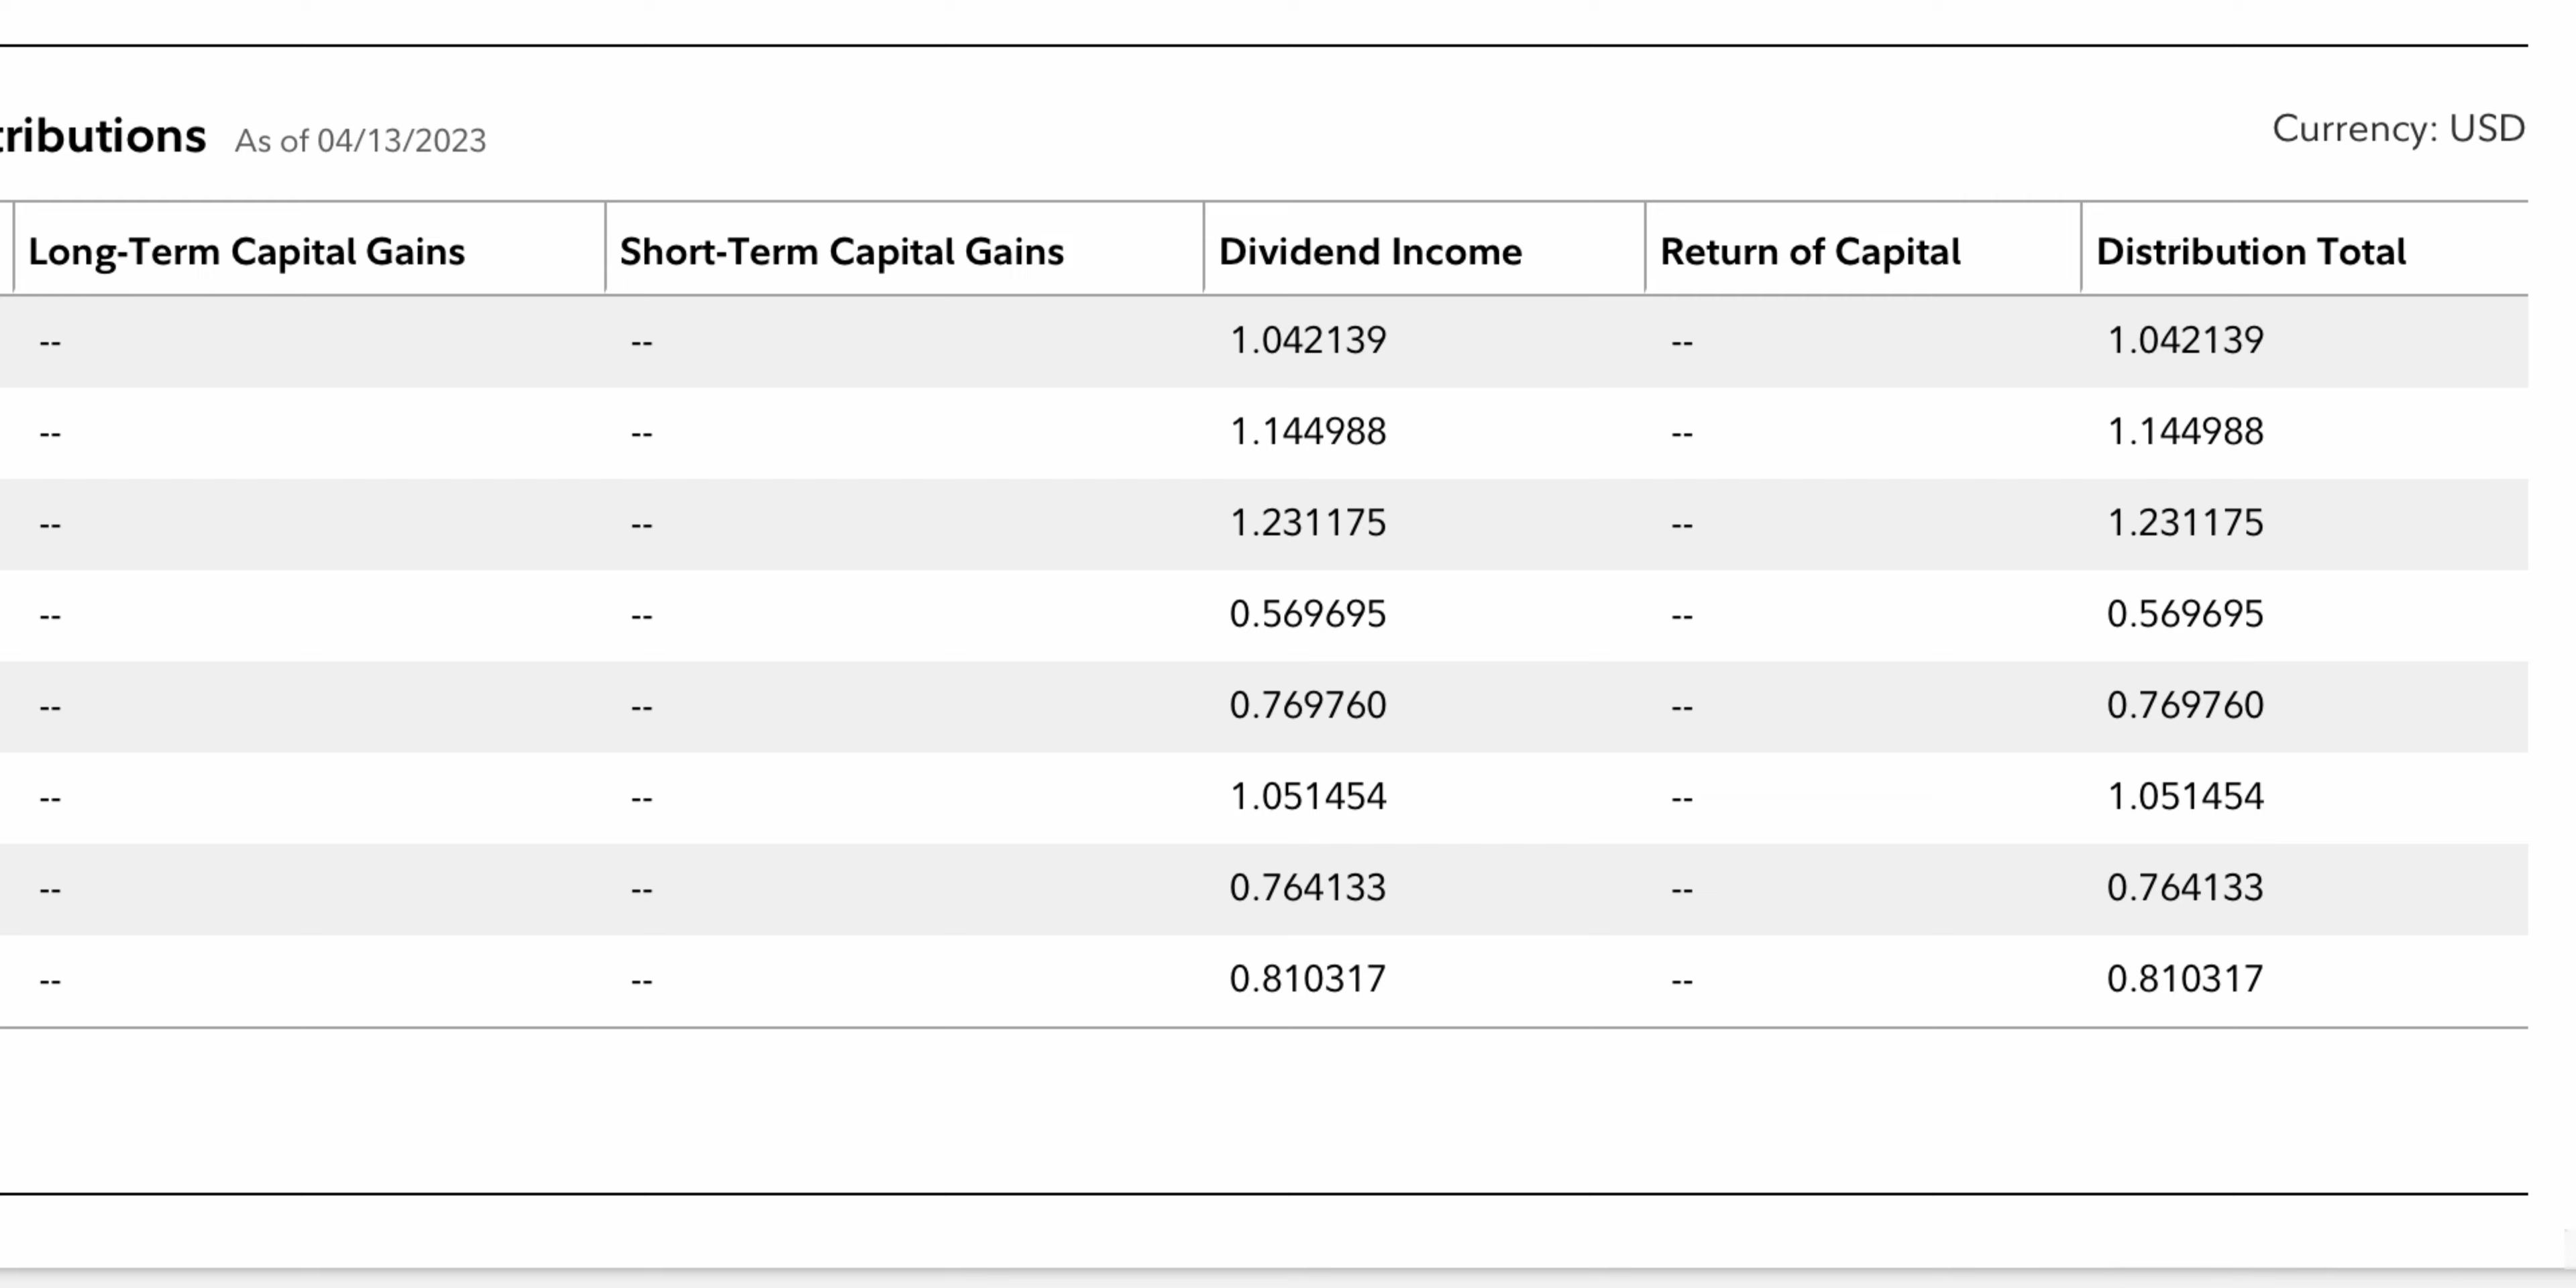 tributions As of 04/13/2023 Currency: USD
Long-Term Capital Gains Short-Term Capital Gains Dividend Income Return of Capital Distribution Total
-- -- 1.042139 -- 1.042139
-- -- 1.144988 -- 1.144988
-- -- 1.231175 -- 1.231175
-- -- 0.569695 -- 0.569695
-- -- 0.769760 -- 0.769760
-- -- 1.051454 -- 1.051454
-- -- 0.764133 -- 0.764133
-- -- 0.810317 -- 0.810317